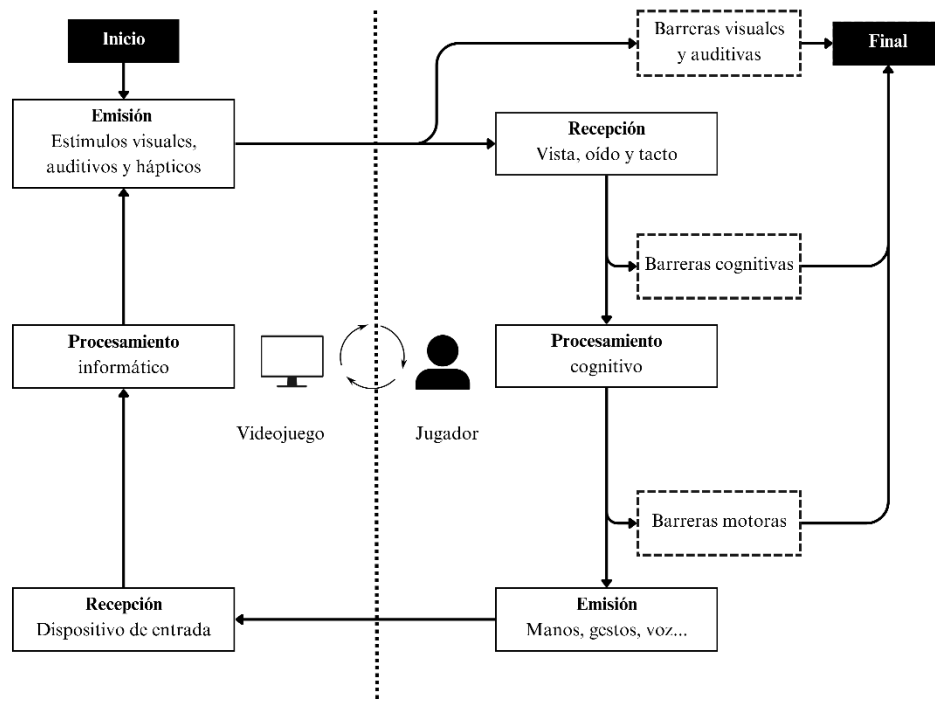 Inicio
Barreras visuales
y auditivas
Final
Emisión
Estímulos visuales,
auditivos y hápticos
Recepción
Vista, oído y tacto
Barreras cognitivas
Procesamiento
informático
Procesamiento
cognitivo
Videojuego
Jugador
Barreras motoras
Recepción
Dispositivo de entrada
Emisión
Manos, gestos, voz...